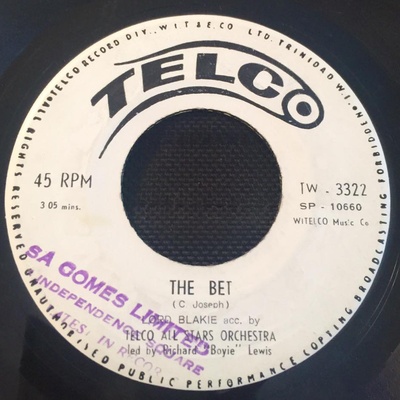 TELCO RECORD DIV., W.I.T & E CO LTD. TRINIDAD W.I.
TELCO
45 RPM
3 05 mins.
TW - 3322
SP - 10660
WITELCO Music Co
THE BET
(C Joseph)
LORD BLAKIE acc. by
TELCO ALL STARS ORCHESTRA
led by Richard "Boyie" Lewis
SA GOMES LIMITED
INDEPENDENCE SQUARE
ALL RIGHTS RESERVED UNAUTHORISED PUBLIC PERFORMANCE COPYING BROADCASTING FORBIDDEN